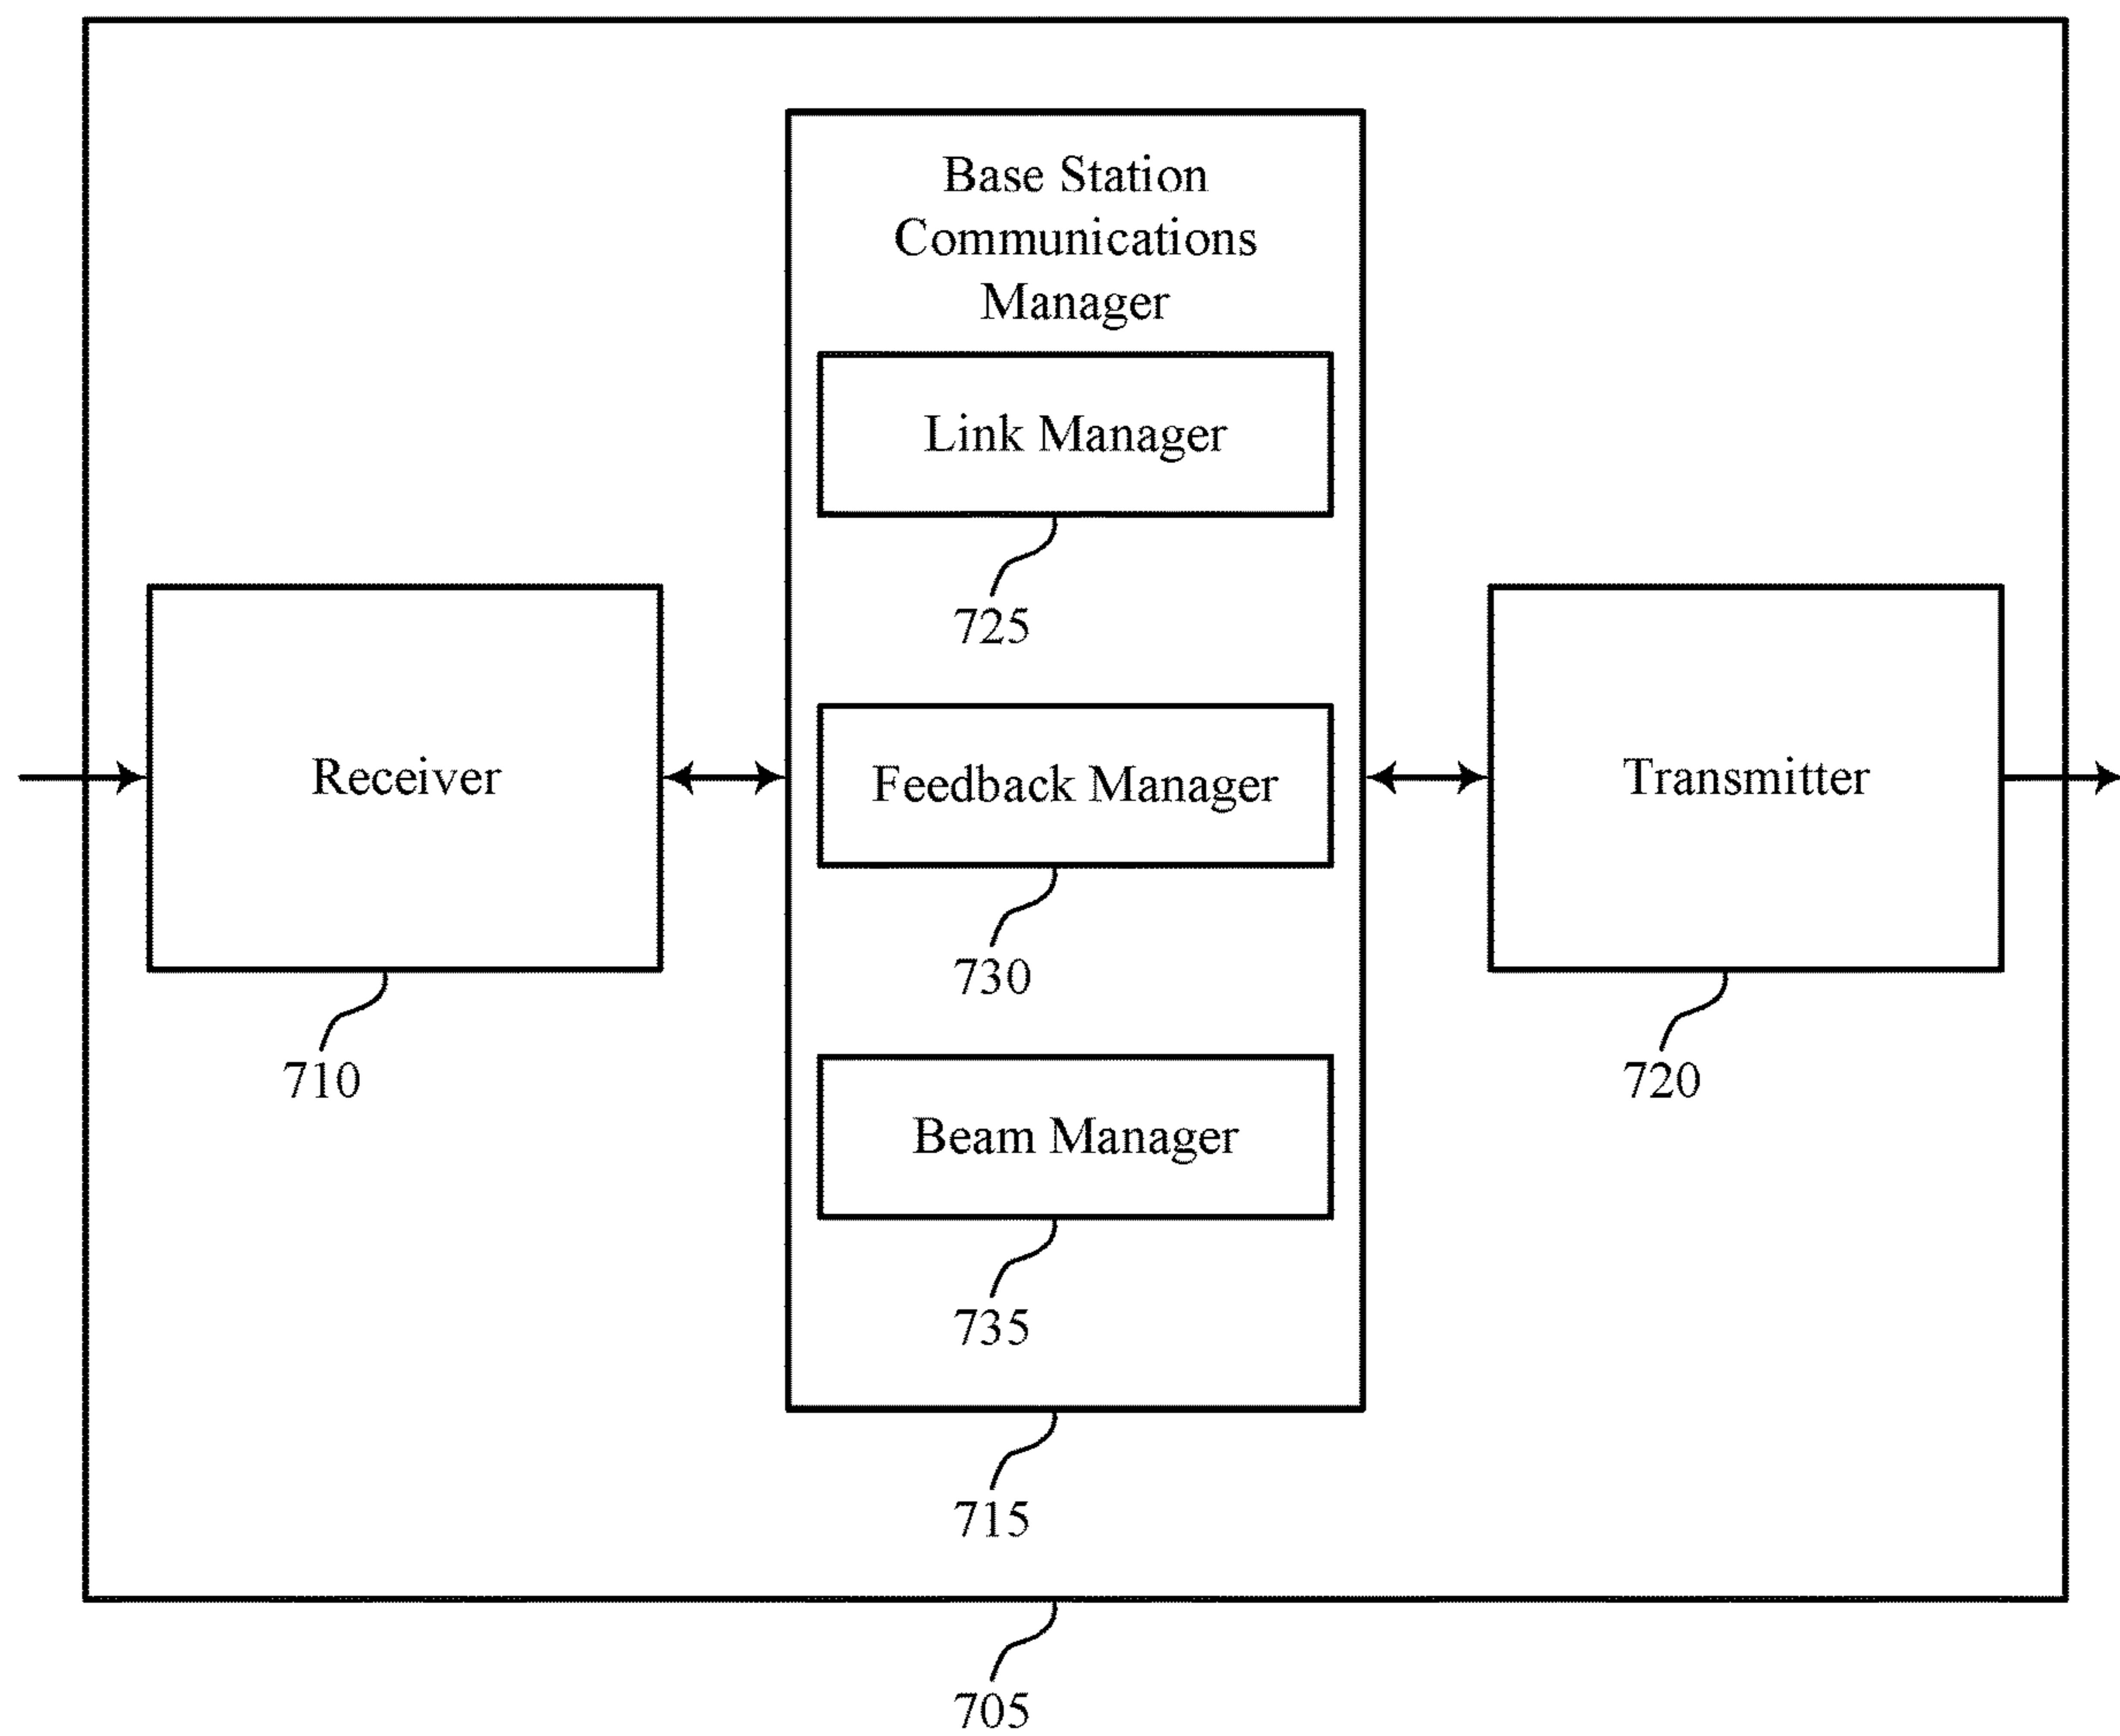 Base Station
Communications
Manager
Link Manager
725
Receiver
Feedback Manager
Transmitter
730
710
720
Beam Manager
735
715
705